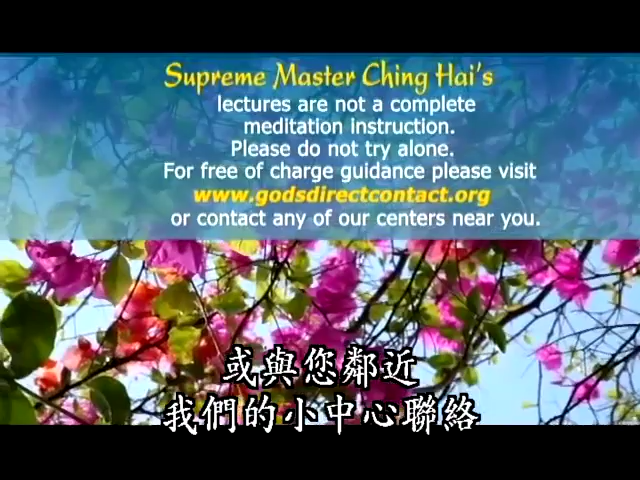 Supreme Master Ching Hai's
lectures are not a complete
meditation instruction.
Please do not try alone.
For free of charge guidance please visit
www.godsdirectcontact.org
or contact any of our centers near you.
或與您鄰近
我們的小中心聯絡